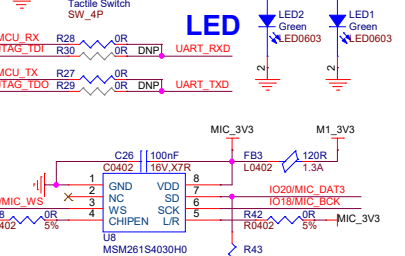 Tactile Switch
SW_4P
LED
LED2
Green
LED0603
2
LED1
Green
LED0603
2
MCU_RX R28 0R
JTAG_TDI R30 0R DNP UART_RXD
MCU_TX R27 0R
JTAG_TDO R29 0R DNP UART_TXD
MIC_3V3 M1_3V3
C26 100nF
C0402 16V,X7R
FB3 120R
L0402 1.3A
1 GND VDD 8
2 NC SD 7 IO20/MIC_DAT3
/MIC_WS 3 WS SCK 6 IO18/MIC_BCK
8 0R 4 CHIPEN L/R 5 R42 0R MIC_3V3
0402 5% R0402 5%
U8
MSM261S4030H0
R43